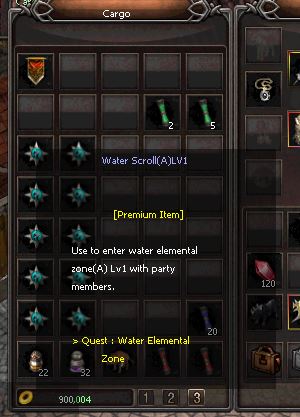 Cargo
2
5
Water Scroll(A)LV1
[Premium Item]
Use to enter water elemental
zone(A) Lv1 with party
members.
120
20
> Quest : Water Elemental
Zone
22
32
900,004
1
2
3